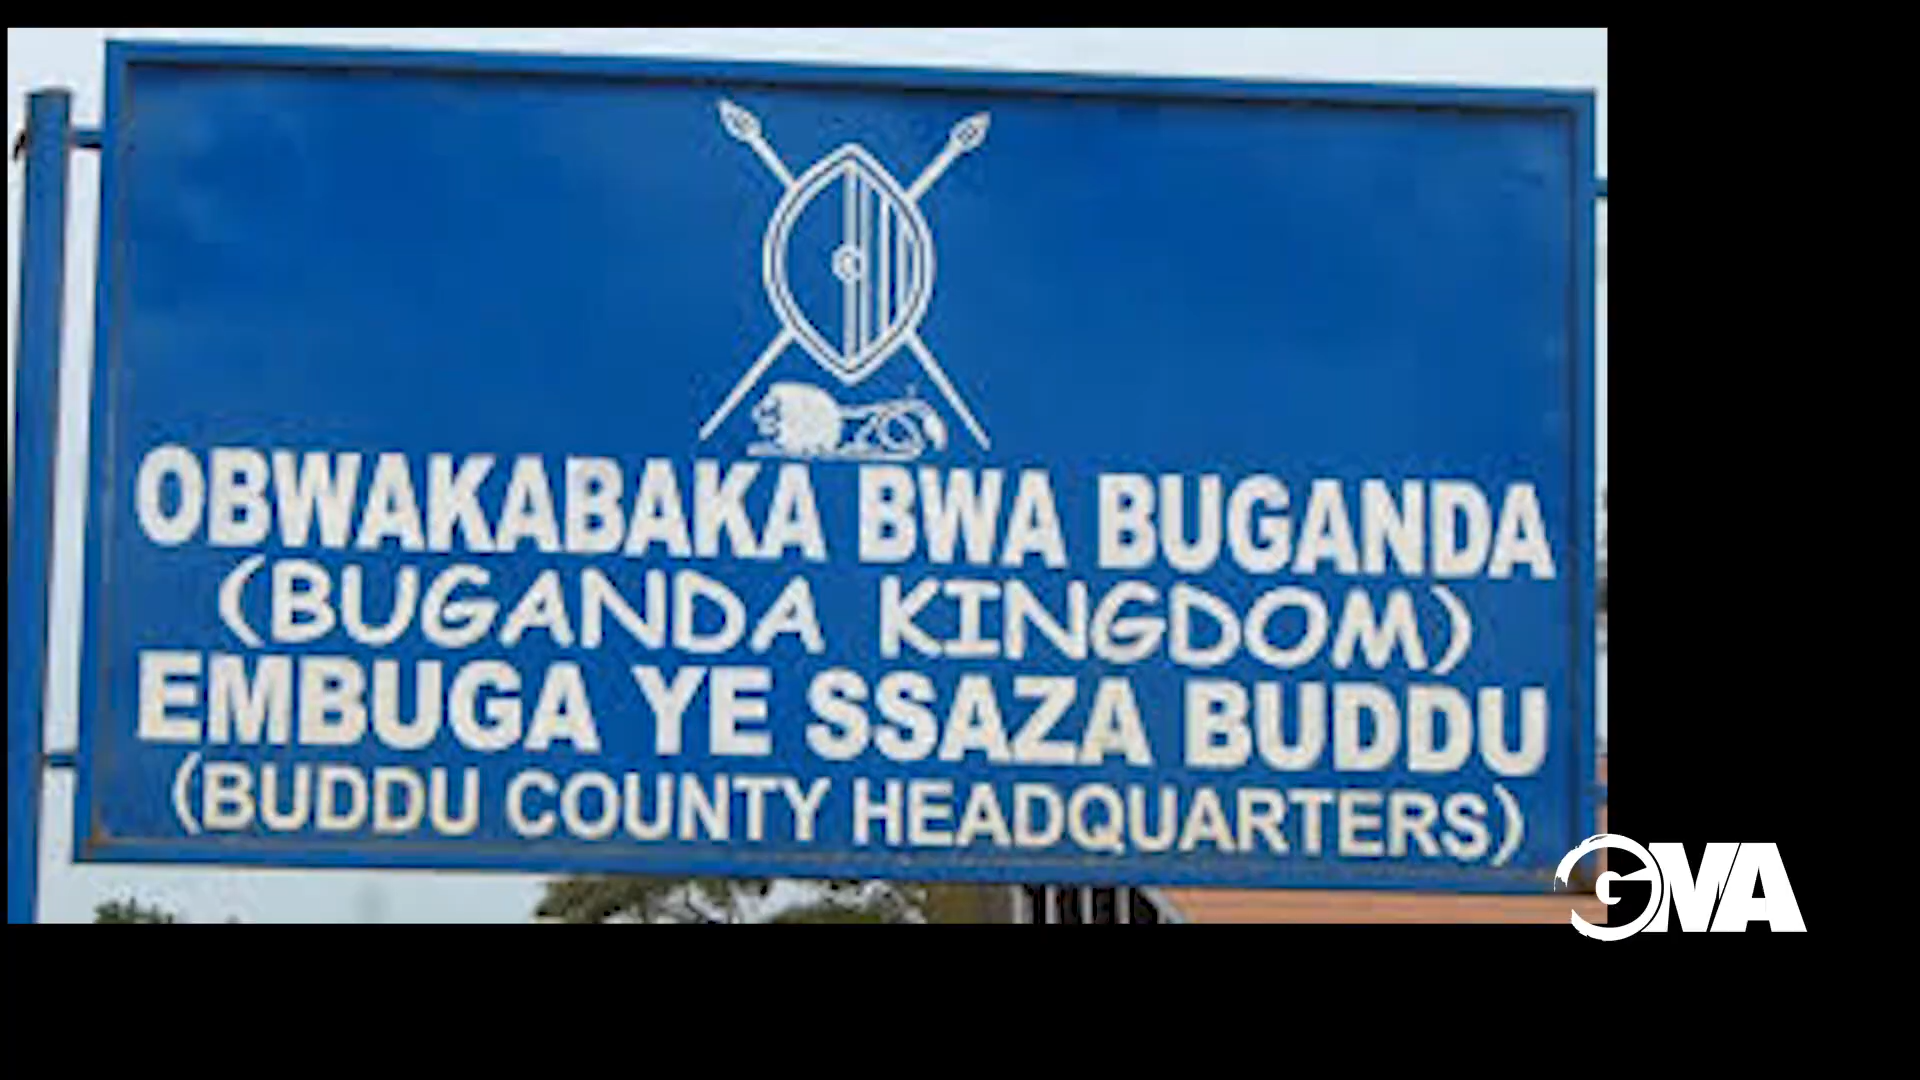 OBWAKABAKA BWA BUGANDA
(BUGANDA KINGDOM)
EMBUGA YE SSAZA BUDDU
(BUDDU COUNTY HEADQUARTERS)
GMA